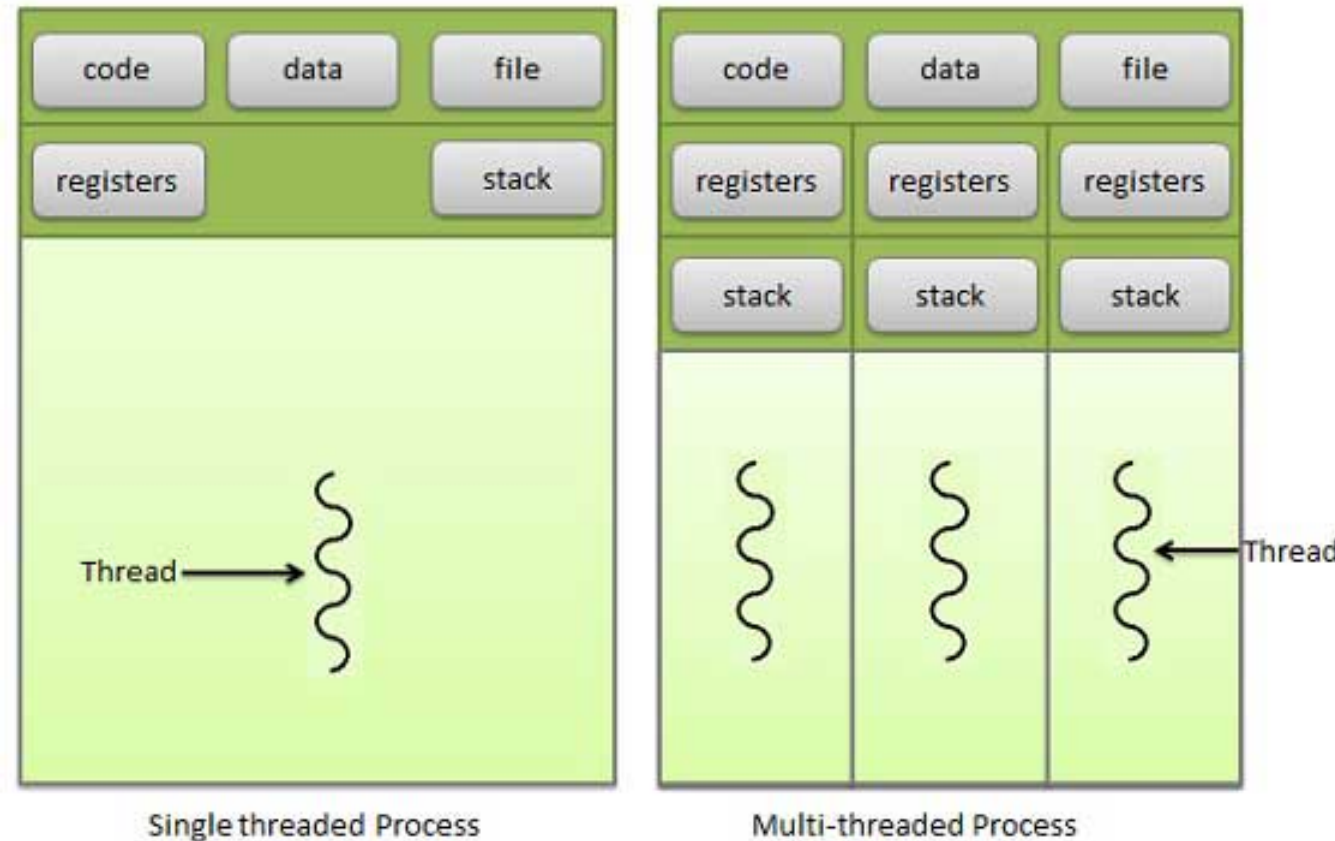 code data file
registers stack
Thread
Single threaded Process
code data file
registers registers registers
stack stack stack
Thread
Multi-threaded Process